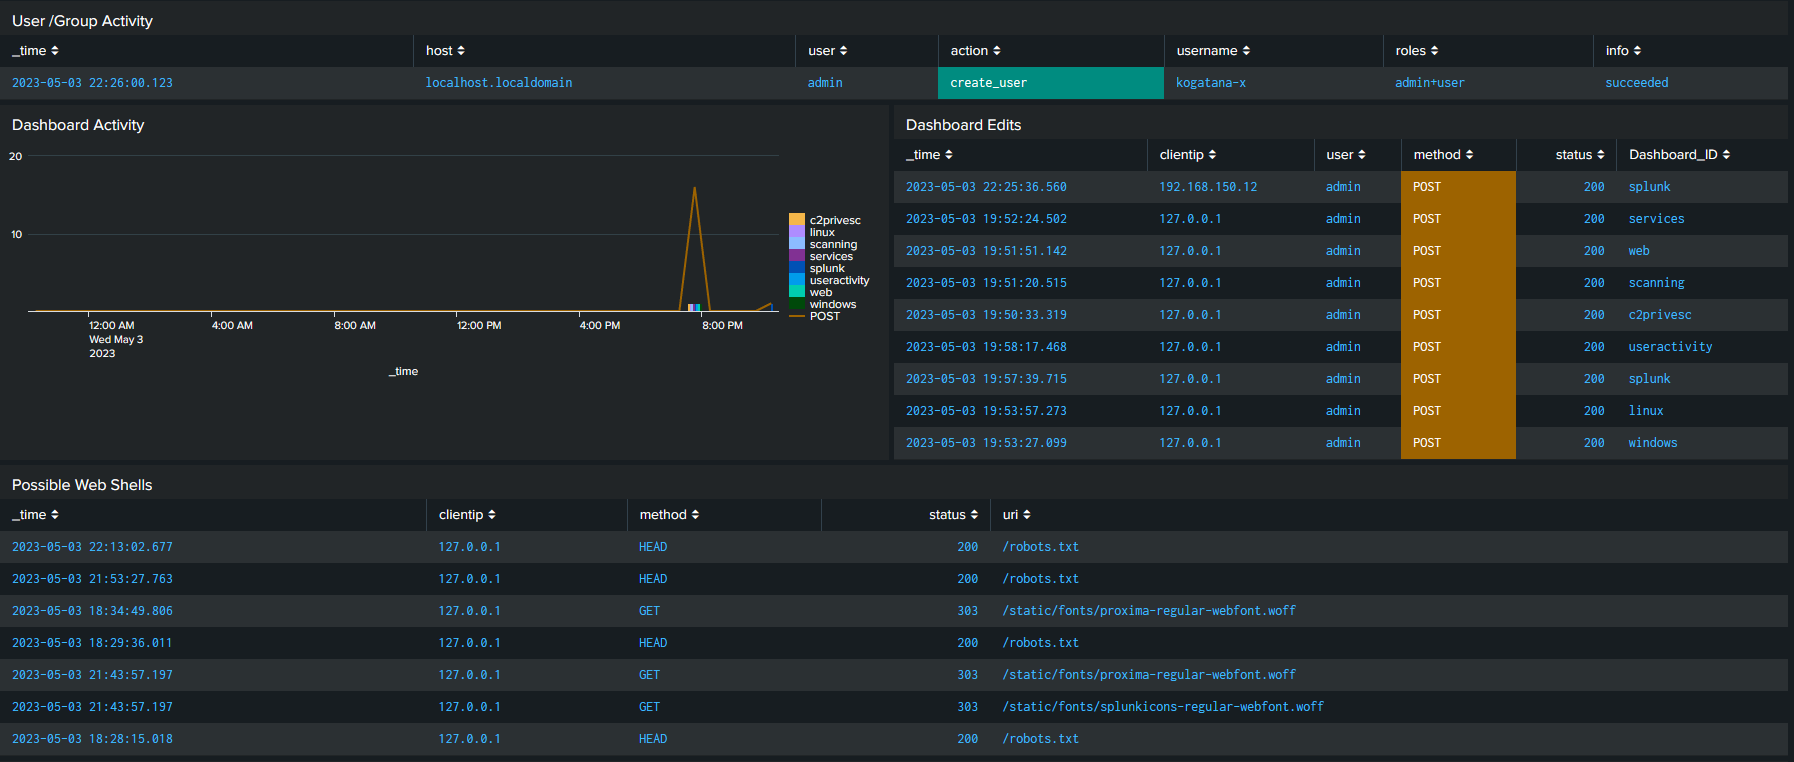 User /Group Activity
_time host user action username roles info
2023-05-03 22:26:00.123 localhost.localdomain admin create_user kogatana-x admin+user succeeded
Dashboard Activity
20
10
12:00 AM
Wed May 3
2023
4:00 AM
8:00 AM
12:00 PM
4:00 PM
8:00 PM
_time
c2privesc
linux
scanning
services
splunk
useractivity
web
windows
POST
Dashboard Edits
_time clientip user method status Dashboard_ID
2023-05-03 22:25:36.560 192.168.150.12 admin POST 200 splunk
2023-05-03 19:52:24.502 127.0.0.1 admin POST 200 services
2023-05-03 19:51:51.142 127.0.0.1 admin POST 200 web
2023-05-03 19:51:20.515 127.0.0.1 admin POST 200 scanning
2023-05-03 19:50:33.319 127.0.0.1 admin POST 200 c2privesc
2023-05-03 19:58:17.468 127.0.0.1 admin POST 200 useractivity
2023-05-03 19:57:39.715 127.0.0.1 admin POST 200 splunk
2023-05-03 19:53:57.273 127.0.0.1 admin POST 200 linux
2023-05-03 19:53:27.099 127.0.0.1 admin POST 200 windows
Possible Web Shells
_time clientip method status uri
2023-05-03 22:13:02.677 127.0.0.1 HEAD 200 /robots.txt
2023-05-03 21:53:27.763 127.0.0.1 HEAD 200 /robots.txt
2023-05-03 18:34:49.806 127.0.0.1 GET 303 /static/fonts/proxima-regular-webfont.woff
2023-05-03 18:29:36.011 127.0.0.1 HEAD 200 /robots.txt
2023-05-03 21:43:57.197 127.0.0.1 GET 303 /static/fonts/proxima-regular-webfont.woff
2023-05-03 21:43:57.197 127.0.0.1 GET 303 /static/fonts/splunkicons-regular-webfont.woff
2023-05-03 18:28:15.018 127.0.0.1 HEAD 200 /robots.txt